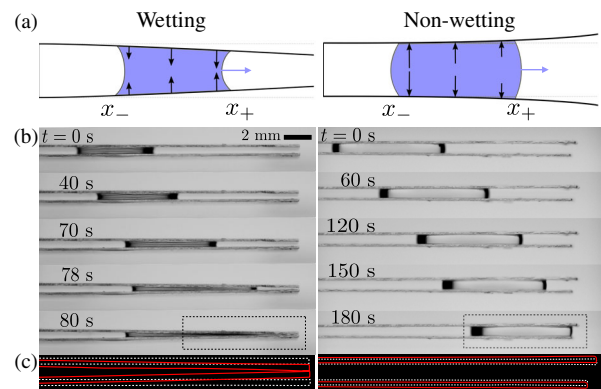 Wetting
Non-wetting
(a)
x₋
x₊
x₋
x₊
(b)
t = 0 s
2 mm
40 s
70 s
78 s
80 s
t = 0 s
60 s
120 s
150 s
180 s
(c)